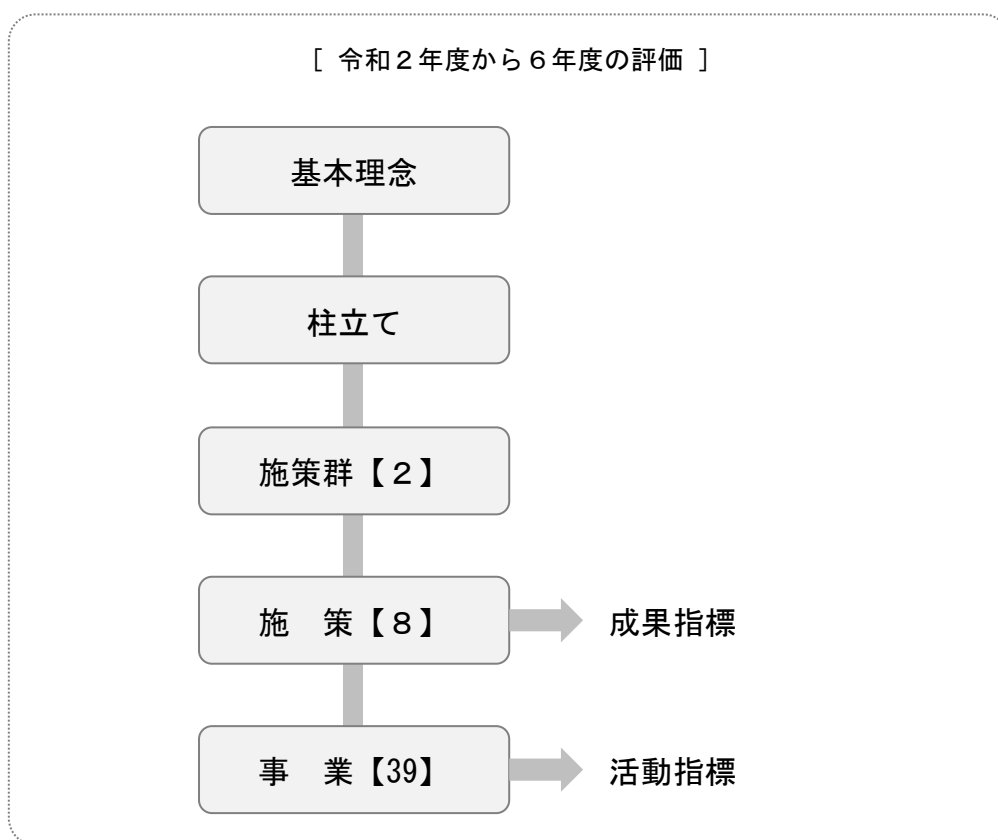 [ 令和２年度から６年度の評価 ]
基本理念
柱立て
施策群【２】
施　策【８】
成果指標
事　業【39】
活動指標